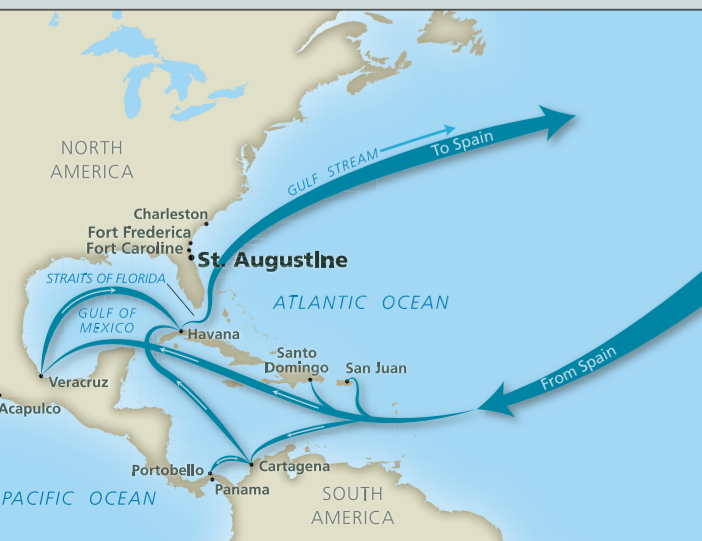 NORTH
AMERICA
To Spain
GULF STREAM
Charleston
Fort Frederica
Fort Caroline
St. Augustine
STRAITS OF FLORIDA
GULF OF
MEXICO
ATLANTIC OCEAN
Havana
Santo
Domingo
San Juan
From Spain
Veracruz
Acapulco
Portobello
Cartagena
Panama
PACIFIC OCEAN
SOUTH
AMERICA